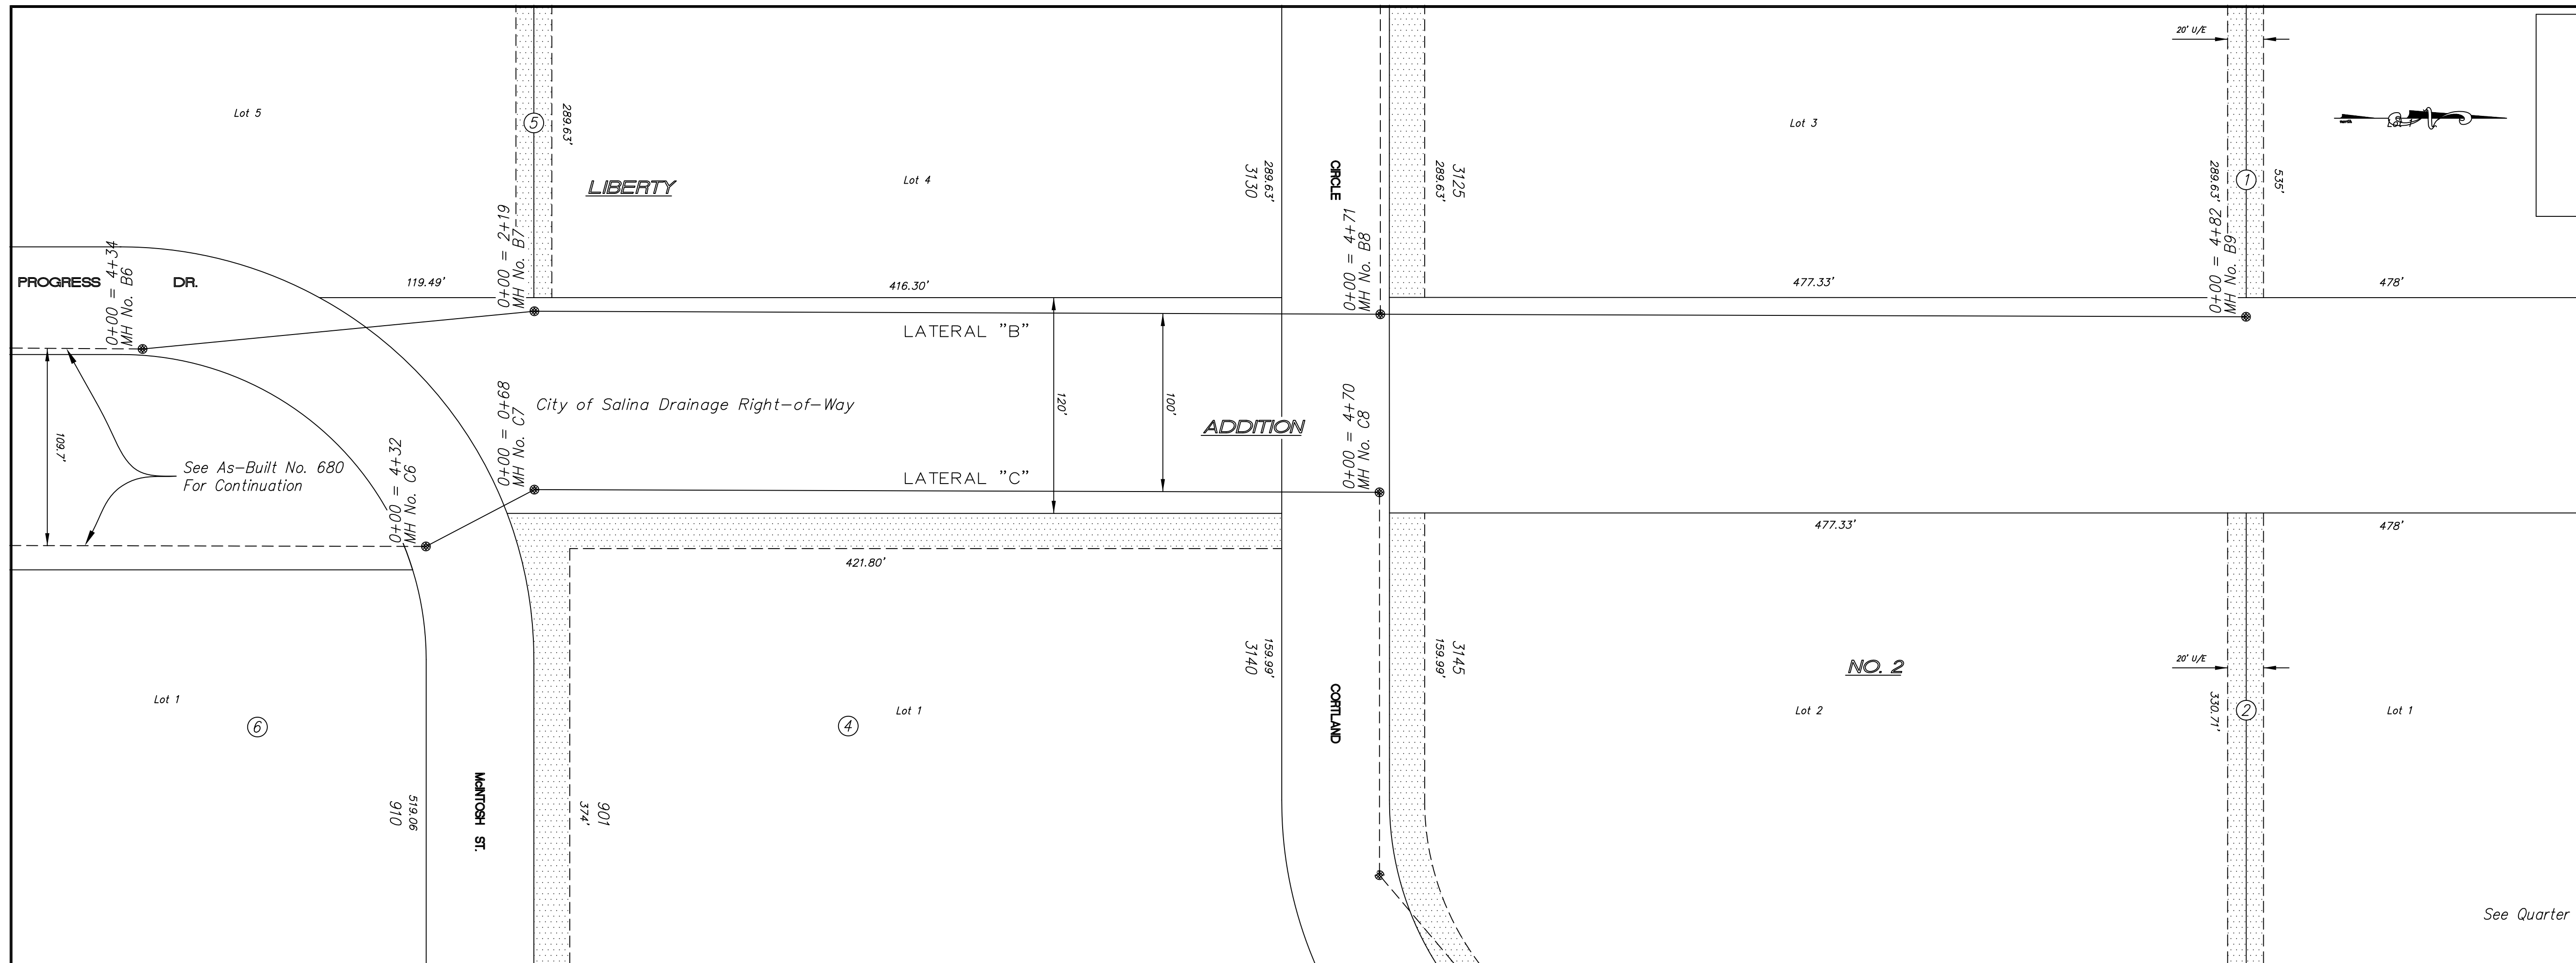 20' U/E
Lot 5
5
289.63'
LIBERTY
Lot 4
289.63'
3130
CIRCLE
3125
289.63'
Lot 3
289.63'
1
535'
north
PROGRESS DR.
0+00 = 4+34
MH No. B6
119.49'
0+00 = 2+19
MH No. B7
416.30'
0+00 = 4+71
MH No. B8
477.33'
0+00 = 4+82
MH No. B9
478'
LATERAL "B"
109.7'
See As-Built No. 680
For Continuation
0+00 = 4+32
MH No. C6
0+00 = 0+68
MH No. C7
City of Salina Drainage Right-of-Way
120'
100'
ADDITION
0+00 = 4+70
MH No. C8
LATERAL "C"
421.80'
477.33'
478'
159.99'
3140
CORTLAND
3145
159.99'
NO. 2
20' U/E
Lot 1
6
4
Lot 1
Lot 2
330.71'
2
Lot 1
519.06
910
McINTOSH ST.
901
374'
See Quarter